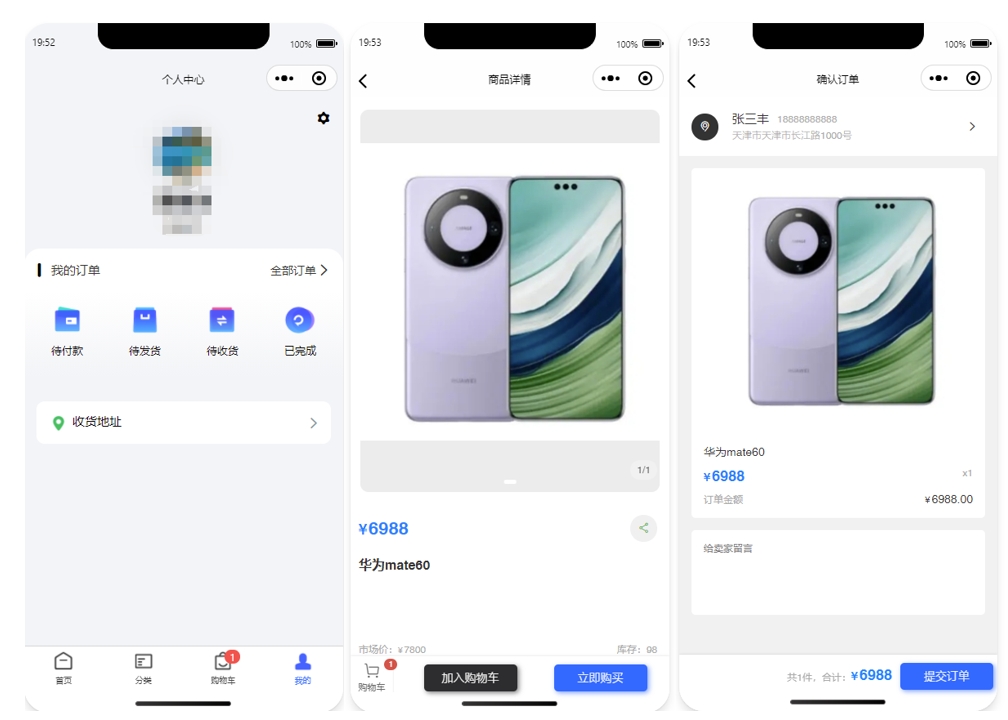 19:52
100%
个人中心
我的订单
全部订单
待付款
待发货
待收货
已完成
收货地址
首页
分类
1
购物车
我的
19:53
100%
商品详情
1/1
¥6988
华为mate60
市场价：¥7800
库存：98
1
购物车
加入购物车
立即购买
19:53
100%
确认订单
张三丰 18888888888
天津市天津市长江路1000号
华为mate60
¥6988
x1
订单金额
¥6988.00
给卖家留言
共1件，合计：¥6988
提交订单